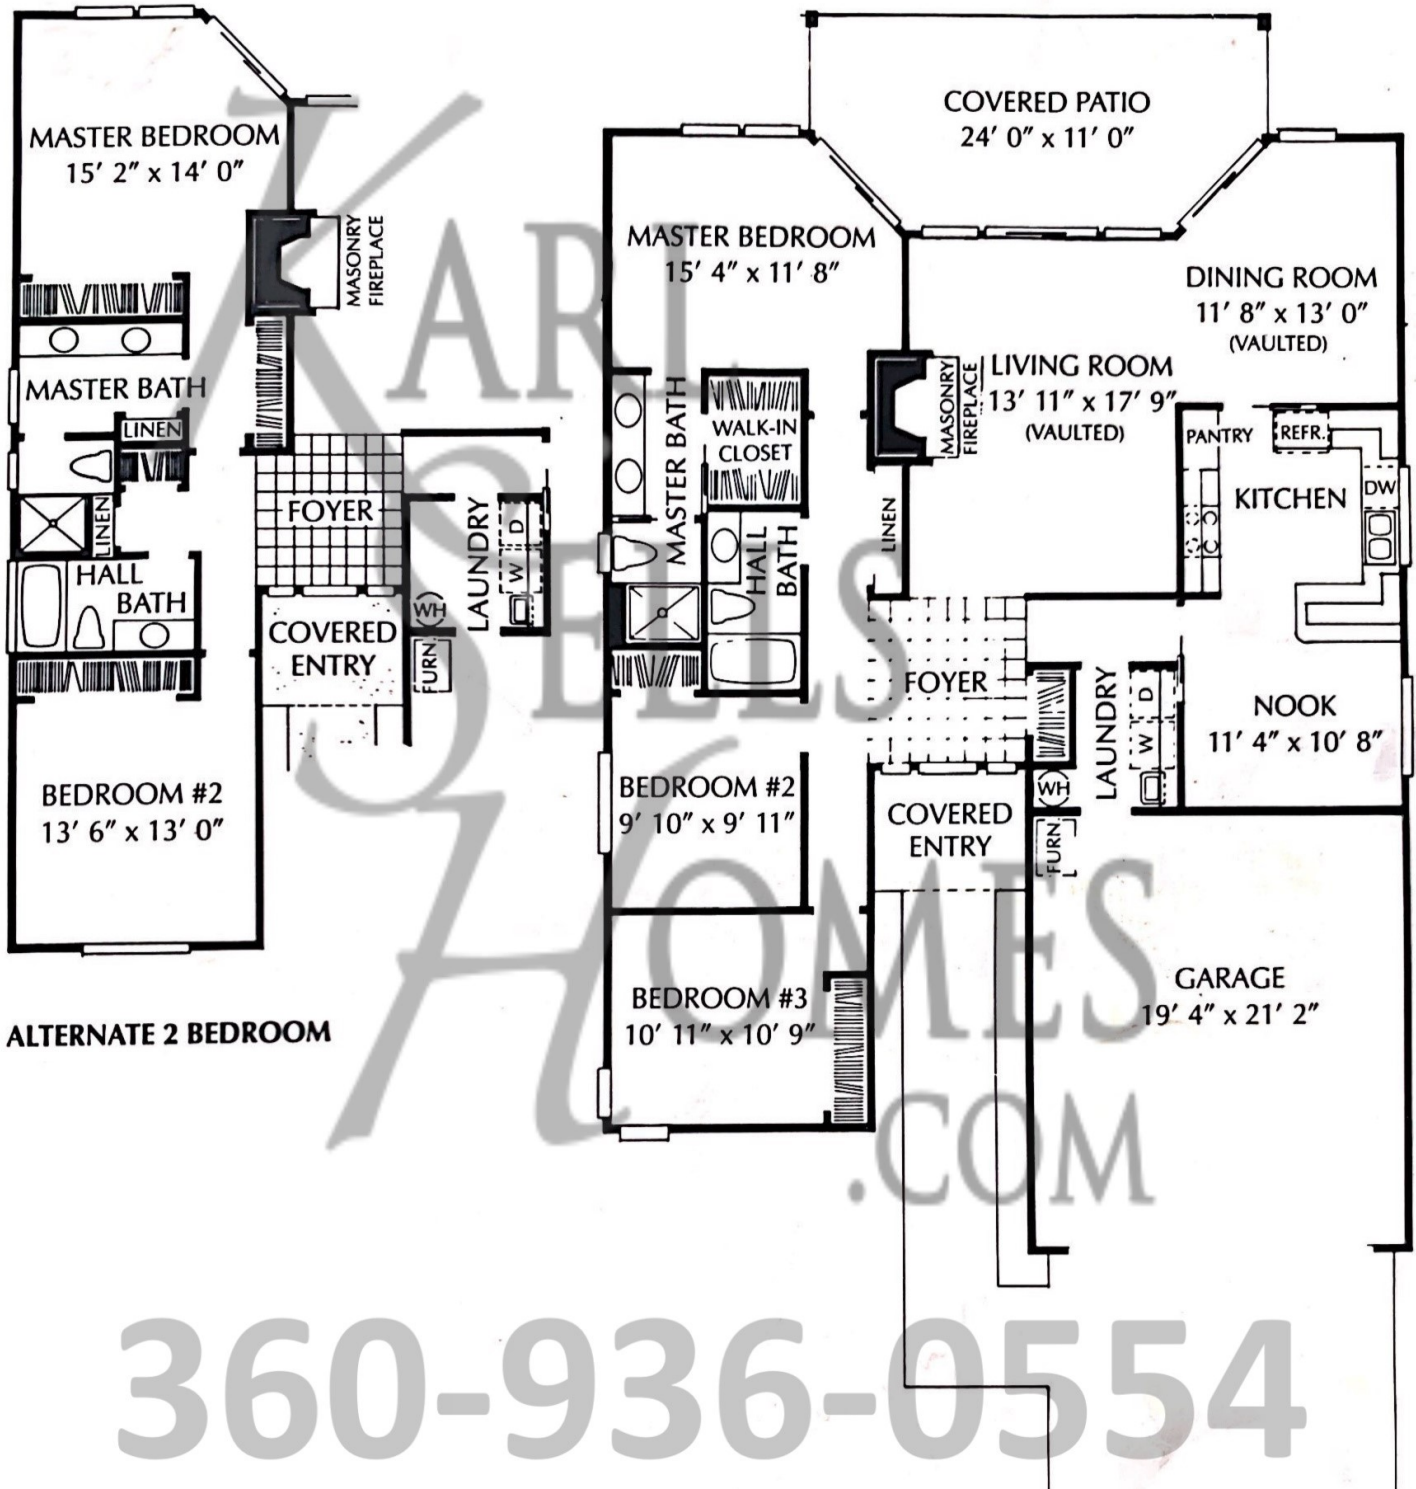 MASTER BEDROOM
15′ 2″ x 14′ 0″
MASONRY
FIREPLACE
MASTER BATH
LINEN
LINEN
HALL
BATH
FOYER
COVERED
ENTRY
LAUNDRY
D
W
WH
FURN
BEDROOM #2
13′ 6″ x 13′ 0″
ALTERNATE 2 BEDROOM
COVERED PATIO
24′ 0″ x 11′ 0″
MASTER BEDROOM
15′ 4″ x 11′ 8″
DINING ROOM
11′ 8″ x 13′ 0″
(VAULTED)
LIVING ROOM
13′ 11″ x 17′ 9″
(VAULTED)
MASONRY
FIREPLACE
MASTER BATH
WALK-IN
CLOSET
LINEN
HALL
BATH
PANTRY
REFR.
KITCHEN
DW
FOYER
NOOK
11′ 4″ x 10′ 8″
LAUNDRY
D
W
WH
FURN.
BEDROOM #2
9′ 10″ x 9′ 11″
COVERED
ENTRY
BEDROOM #3
10′ 11″ x 10′ 9″
GARAGE
19′ 4″ x 21′ 2″
KARL
SELLS
HOMES
.COM
360-936-0554